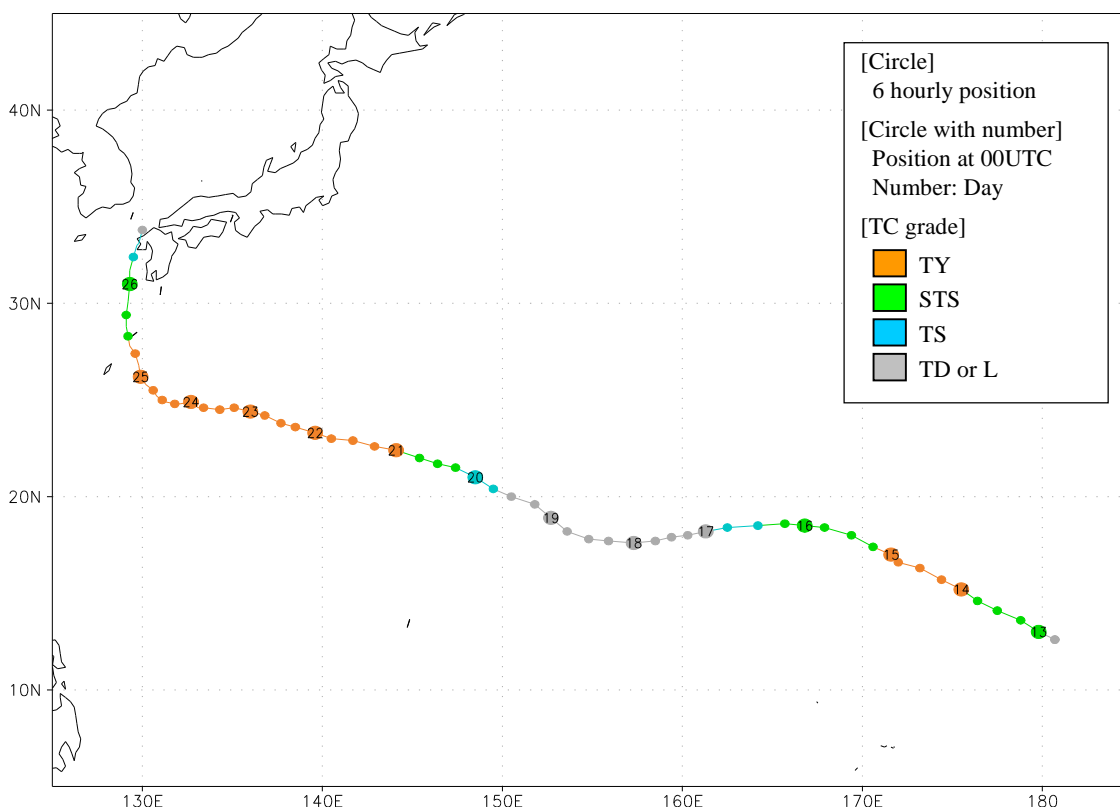 [Circle]
6 hourly position
[Circle with number]
Position at 00UTC
Number: Day
[TC grade]
TY
STS
TS
TD or L
40N
30N
26
25
24
23
22
21
20
20N
19
18
17
16
15
14
13
10N
130E
140E
150E
160E
170E
180